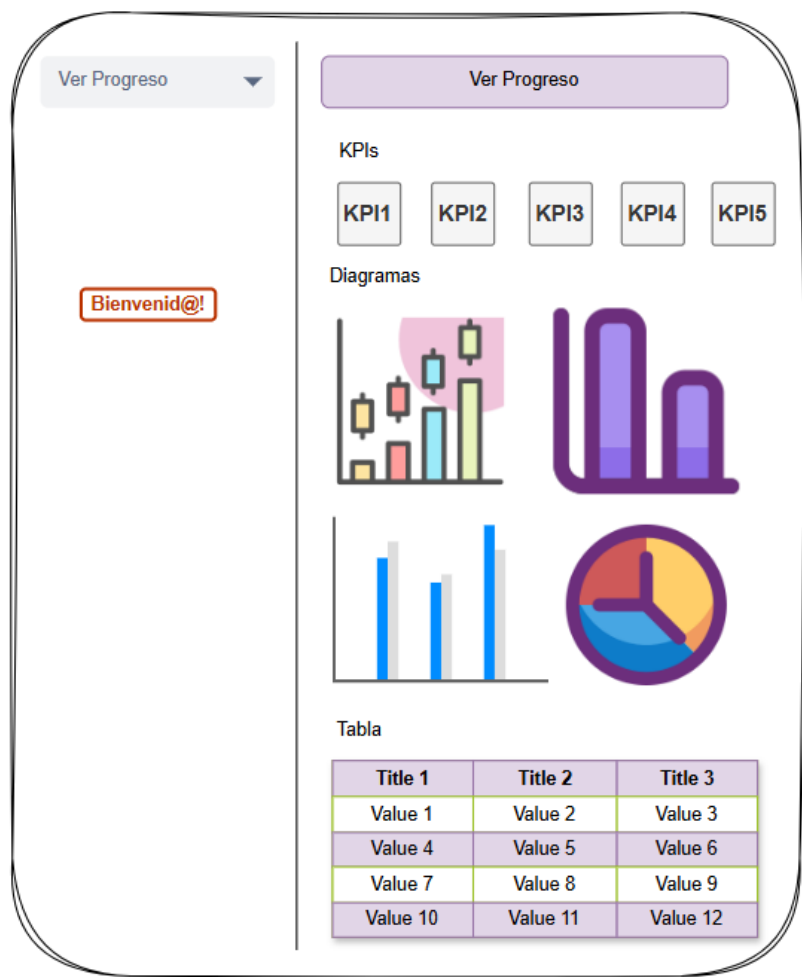 Ver Progreso
Bienvenid@!
Ver Progreso
KPIs
KPI1 KPI2 KPI3 KPI4 KPI5
Diagramas
Tabla
Title 1 Title 2 Title 3
Value 1 Value 2 Value 3
Value 4 Value 5 Value 6
Value 7 Value 8 Value 9
Value 10 Value 11 Value 12